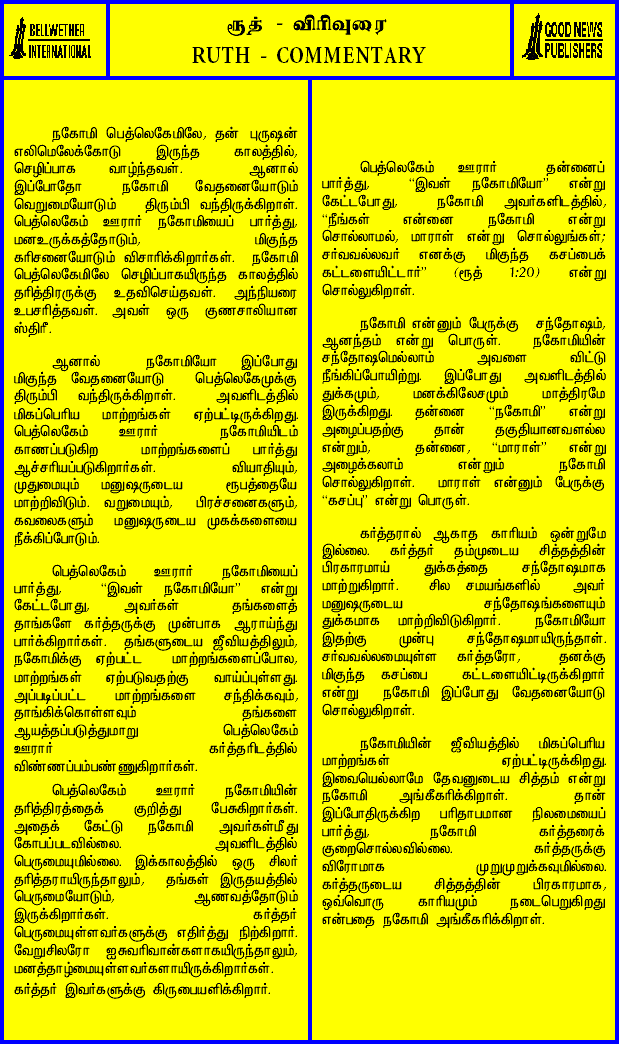 BELLWETHER
INTERNATIONAL
ரூத் - விரிவுரை
RUTH - COMMENTARY
GOOD NEWS
PUBLISHERS
நகோமி பெத்லெகேமிலே, தன் புருஷன்
எலிமெலேக்கோடு இருந்த காலத்தில்,
செழிப்பாக வாழ்ந்தவள். ஆனால்
இப்போதோ நகோமி வேதனையோடும்
வெறுமையோடும் திரும்பி வந்திருக்கிறாள்.
பெத்லெகேம் ஊரார் நகோமியைப் பார்த்து,
மனஉருக்கத்தோடும், மிகுந்த
கரிசனையோடும் விசாரிக்கிறார்கள். நகோமி
பெத்லெகேமிலே செழிப்பாகயிருந்த காலத்தில்
தரித்திரருக்கு உதவிசெய்தவள். அந்நியரை
உபசரித்தவள். அவள் ஒரு குணசாலியான
ஸ்திரீ.
ஆனால் நகோமியோ இப்போது
மிகுந்த வேதனையோடு பெத்லெகேமுக்கு
திரும்பி வந்திருக்கிறாள். அவளிடத்தில்
மிகப்பெரிய மாற்றங்கள் ஏற்பட்டிருக்கிறது.
பெத்லெகேம் ஊரார் நகோமியிடம்
காணப்படுகிற மாற்றங்களைப் பார்த்து
ஆச்சரியப்படுகிறார்கள். வியாதியும்,
முதுமையும் மனுஷருடைய ரூபத்தையே
மாற்றிவிடும். வறுமையும், பிரச்சனைகளும்,
கவலைகளும் மனுஷருடைய முகக்களையை
நீக்கிப்போடும்.
பெத்லெகேம் ஊரார் நகோமியைப்
பார்த்து, "இவள் நகோமியோ" என்று
கேட்டபோது, அவர்கள் தங்களைத்
தாங்களே கர்த்தருக்கு முன்பாக ஆராய்ந்து
பார்க்கிறார்கள். தங்களுடைய ஜீவியத்திலும்,
நகோமிக்கு ஏற்பட்ட மாற்றங்களைப்போல,
மாற்றங்கள் ஏற்படுவதற்கு வாய்ப்புள்ளது.
அப்படிப்பட்ட மாற்றங்களை சந்திக்கவும்,
தாங்கிக்கொள்ளவும் தங்களை
ஆயத்தப்படுத்துமாறு பெத்லெகேம்
ஊரார் கர்த்தரிடத்தில்
விண்ணப்பம்பண்ணுகிறார்கள்.
பெத்லெகேம் ஊரார் நகோமியின்
தரித்திரத்தைக் குறித்து பேசுகிறார்கள்.
அதைக் கேட்டு நகோமி அவர்கள்மீது
கோபப்படவில்லை. அவளிடத்தில்
பெருமையுமில்லை. இக்காலத்தில் ஒரு சிலர்
தரித்தராயிருந்தாலும், தங்கள் இருதயத்தில்
பெருமையோடும், ஆணவத்தோடும்
இருக்கிறார்கள். கர்த்தர்
பெருமையுள்ளவர்களுக்கு எதிர்த்து நிற்கிறார்.
வேறுசிலரோ ஐசுவரிவான்களாகயிருந்தாலும்,
மனத்தாழ்மையுள்ளவர்களாயிருக்கிறார்கள்.
கர்த்தர் இவர்களுக்கு கிருபையளிக்கிறார்.
பெத்லெகேம் ஊரார் தன்னைப்
பார்த்து, "இவள் நகோமியோ" என்று
கேட்டபோது, நகோமி அவர்களிடத்தில்,
"நீங்கள் என்னை நகோமி என்று
சொல்லாமல், மாராள் என்று சொல்லுங்கள்;
சர்வவல்லவர் எனக்கு மிகுந்த கசப்பைக்
கட்டளையிட்டார்" (ரூத் 1:20) என்று
சொல்லுகிறாள்.
நகோமி என்னும் பேருக்கு சந்தோஷம்,
ஆனந்தம் என்று பொருள். நகோமியின்
சந்தோஷமெல்லாம் அவளை விட்டு
நீங்கிப்போயிற்று. இப்போது அவளிடத்தில்
துக்கமும், மனக்கிலேசமும் மாத்திரமே
இருக்கிறது. தன்னை "நகோமி" என்று
அழைப்பதற்கு தான் தகுதியானவளல்ல
என்றும், தன்னை, "மாராள்" என்று
அழைக்கலாம் என்றும் நகோமி
சொல்லுகிறாள். மாராள் என்னும் பேருக்கு
"கசப்பு" என்று பொருள்.
கர்த்தரால் ஆகாத காரியம் ஒன்றுமே
இல்லை. கர்த்தர் தம்முடைய சித்தத்தின்
பிரகாரமாய் துக்கத்தை சந்தோஷமாக
மாற்றுகிறார். சில சமயங்களில் அவர்
மனுஷருடைய சந்தோஷங்களையும்
துக்கமாக மாற்றிவிடுகிறார். நகோமியோ
இதற்கு முன்பு சந்தோஷமாயிருந்தாள்.
சர்வவல்லமையுள்ள கர்த்தரோ, தனக்கு
மிகுந்த கசப்பை கட்டளையிட்டிருக்கிறார்
என்று நகோமி இப்போது வேதனையோடு
சொல்லுகிறாள்.
நகோமியின் ஜீவியத்தில் மிகப்பெரிய
மாற்றங்கள் ஏற்பட்டிருக்கிறது.
இவையெல்லாமே தேவனுடைய சித்தம் என்று
நகோமி அங்கீகரிக்கிறாள். தான்
இப்போதிருக்கிற பரிதாபமான நிலமையைப்
பார்த்து, நகோமி கர்த்தரைக்
குறைசொல்லவில்லை. கர்த்தருக்கு
விரோமாக முறுமுறுக்கவுமில்லை.
கர்த்தருடைய சித்தத்தின் பிரகாரமாக,
ஒவ்வொரு காரியமும் நடைபெறுகிறது
என்பதை நகோமி அங்கீகரிக்கிறாள்.